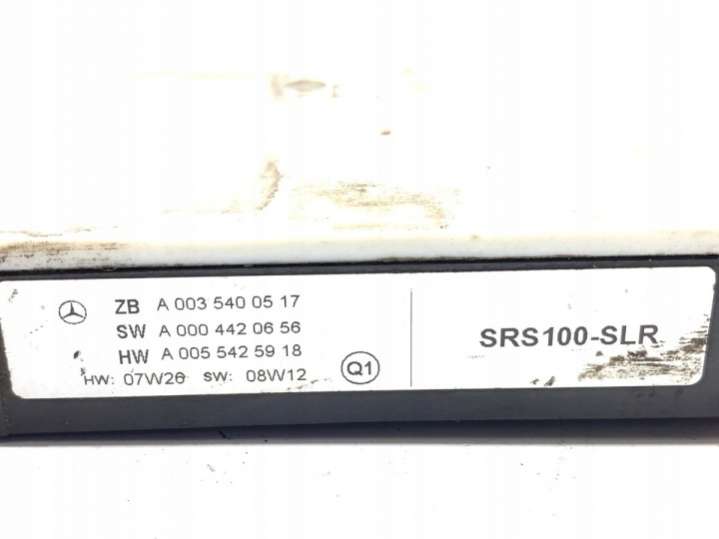 ZB A 003 540 05 17
SW A 000 442 06 56
HW A 005 542 59 18
HW: 07W26 SW: 08W12
Q1
SRS100-SLR